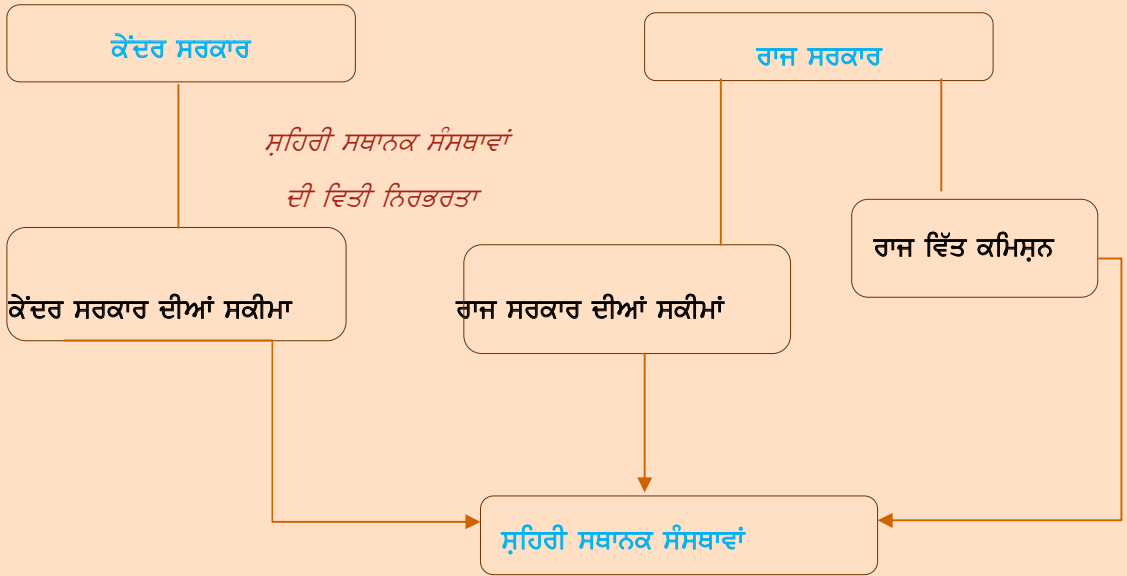 ਕੇਂਦਰ ਸਰਕਾਰ
ਰਾਜ ਸਰਕਾਰ
ਸ਼ਹਿਰੀ ਸਥਾਨਕ ਸੰਸਥਾਵਾਂ
ਦੀ ਵਿਤੀ ਨਿਰਭਰਤਾ
ਰਾਜ ਵਿੱਤ ਕਮਿਸ਼ਨ
ਕੇਂਦਰ ਸਰਕਾਰ ਦੀਆਂ ਸਕੀਮਾ
ਰਾਜ ਸਰਕਾਰ ਦੀਆਂ ਸਕੀਮਾਂ
ਸ਼ਹਿਰੀ ਸਥਾਨਕ ਸੰਸਥਾਵਾਂ